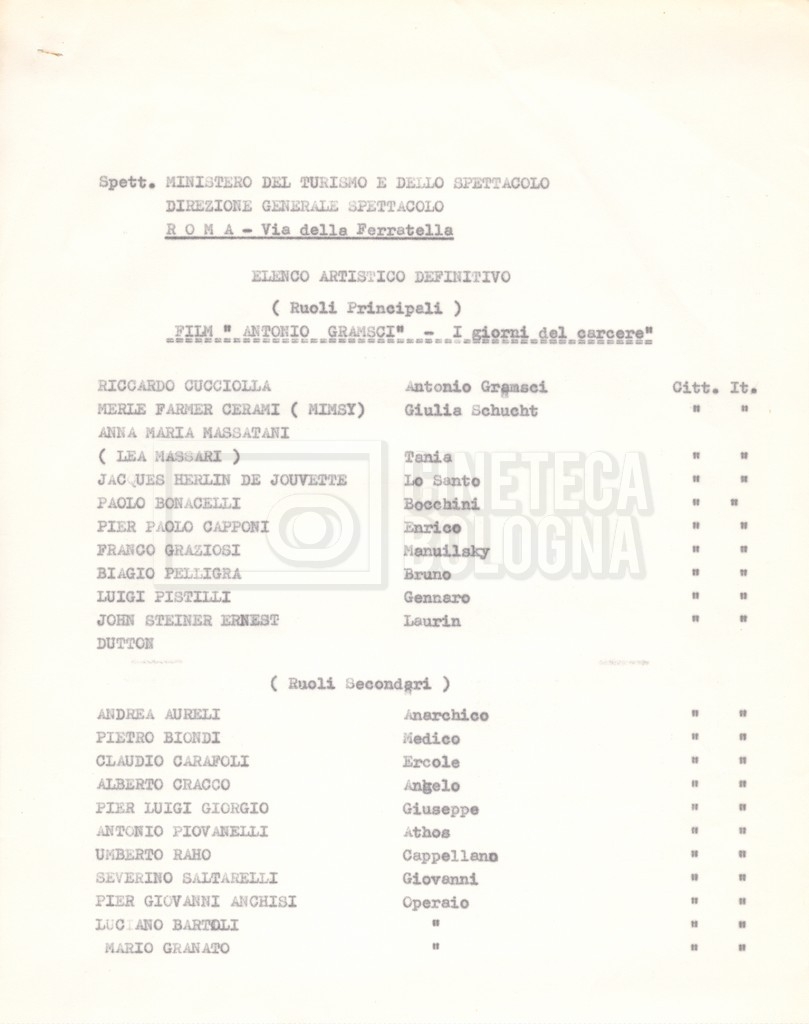 Spett. MINISTERO DEL TURISMO E DELLO SPETTACOLO
DIREZIONE GENERALE SPETTACOLO
R O M A - Via della Ferratella
ELENCO ARTISTICO DEFINITIVO
( Ruoli Principali )
FILM " ANTONIO GRAMSCI" - I giorni del carcere"
RICCARDO CUCCIOLLA Antonio Gramsci Citt. It.
MERLE FARMER CERAMI ( MIMSY) Giulia Schucht " "
ANNA MARIA MASSATANI
( LEA MASSARI ) Tania " "
JACQUES HERLIN DE JOUVETTE Lo Santo " "
PAOLO BONACELLI Bocchini " "
PIER PAOLO CAPPONI Enrico " "
FRANCO GRAZIOSI Manuilsky " "
BIAGIO PELLIGRA Bruno " "
LUIGI PISTILLI Gennaro " "
JOHN STEINER ERNEST Laurin " "
DUTTON
( Ruoli Secondari )
ANDREA AURELI Anarchico " "
PIETRO BIONDI Medico " "
CLAUDIO CARAFOLI Ercole " "
ALBERTO CRACCO Angelo " "
PIER LUIGI GIORGIO Giuseppe " "
ANTONIO PIOVANELLI Athos " "
UMBERTO RAHO Cappellano " "
SEVERINO SALTARELLI Giovanni " "
PIER GIOVANNI ANCHISI Operaio " "
LUCIANO BARTOLI " " "
MARIO GRANATO " " "
CINETECA
BOLOGNA